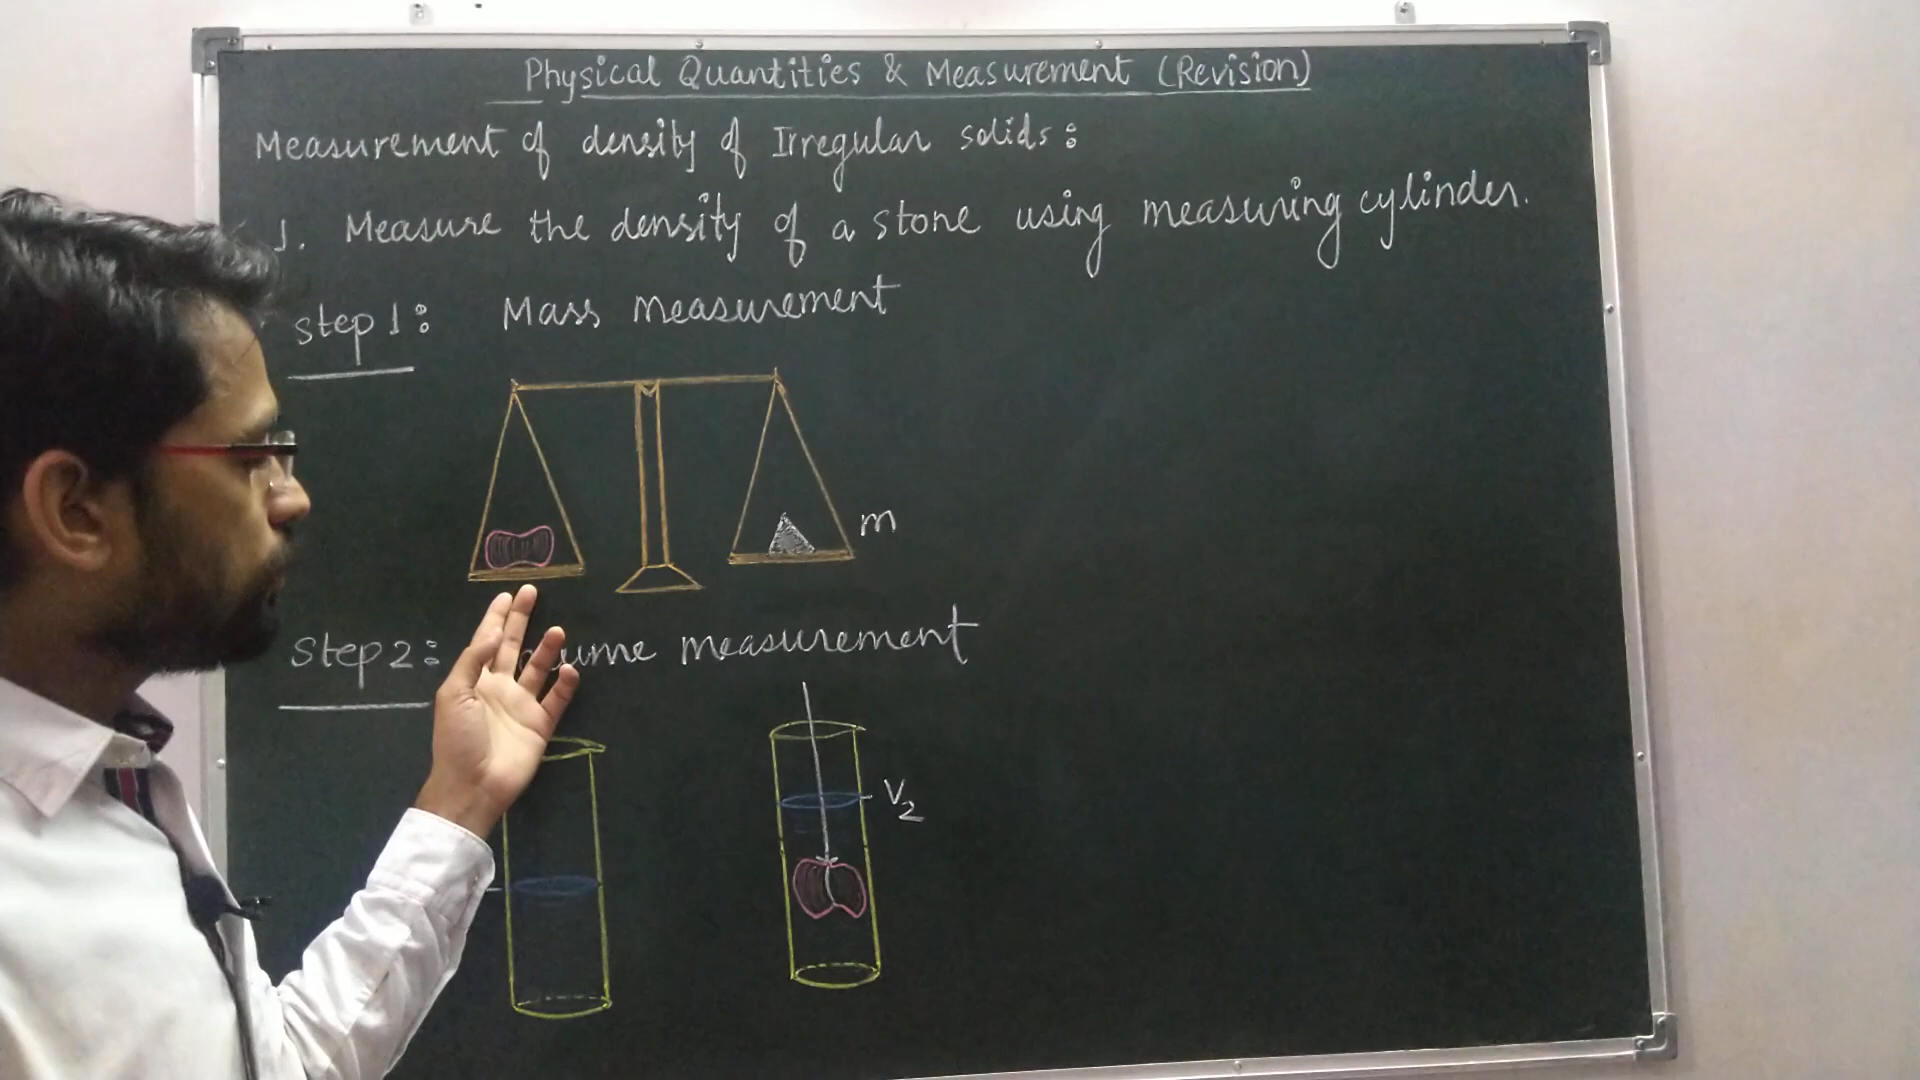 Physical Quantities & Measurement (Revision)
Measurement of density of Irregular solids:
1. Measure the density of a stone using measuring cylinder.
Step 1: Mass measurement
m
Step 2: measurement
V2